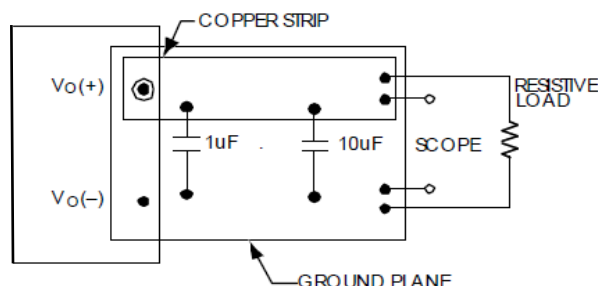 COPPER STRIP
VO(+)
RESISTIVE
LOAD
1uF
10uF
SCOPE
VO(–)
GROUND PLANE